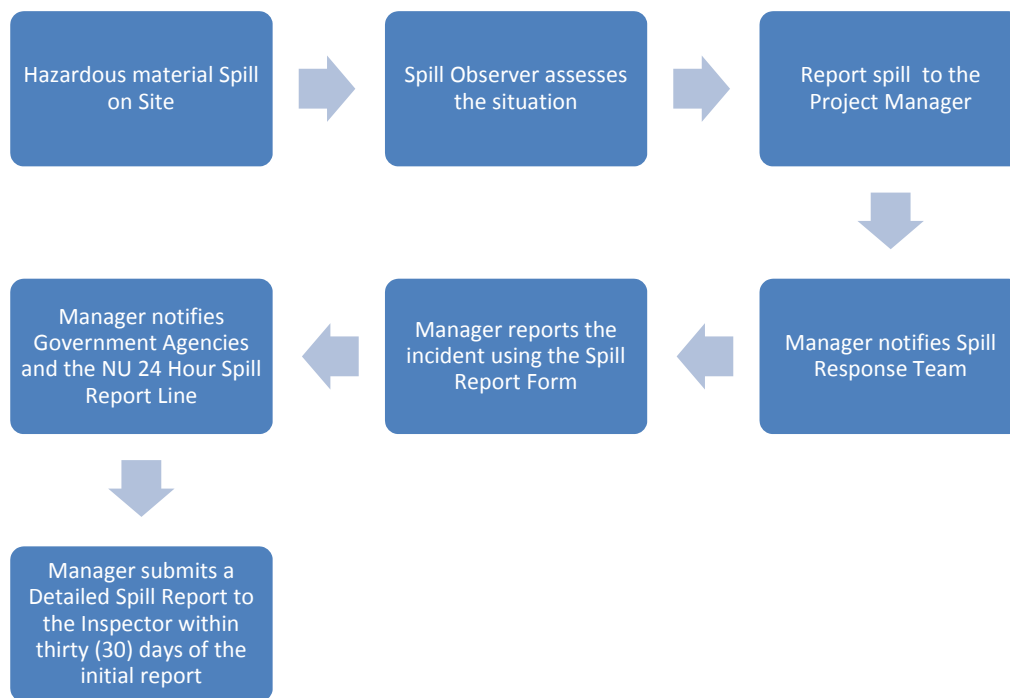 Hazardous material Spill
on Site
Spill Observer assesses
the situation
Report spill to the
Project Manager
Manager notifies Spill
Response Team
Manager reports the
incident using the Spill
Report Form
Manager notifies
Government Agencies
and the NU 24 Hour Spill
Report Line
Manager submits a
Detailed Spill Report to
the Inspector within
thirty (30) days of the
initial report